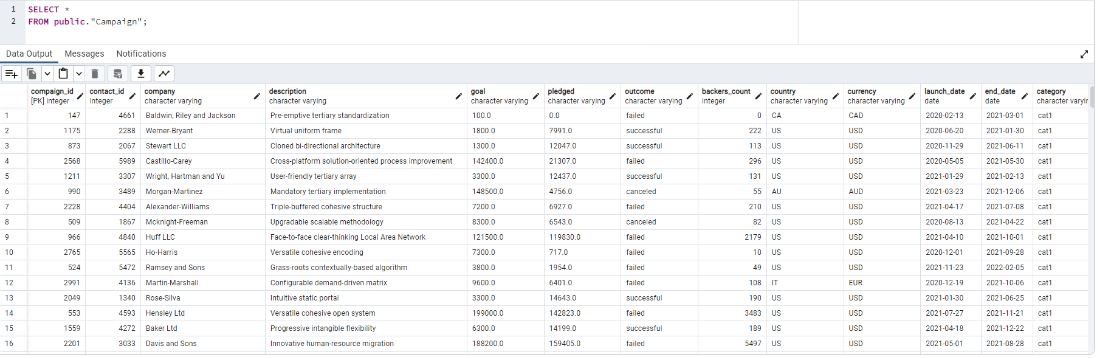 1 SELECT *
2 FROM public."Campaign";
Data Output Messages Notifications
compaign_id contact_id company description goal pledged outcome backers_count country currency launch_date end_date category
[PK] integer integer character varying character varying character varying character varying character varying character varying character varying character varying date date character varyin
1 147 4661 Baldwin, Riley and Jackson Pre-emptive tertiary standardization 100.0 0.0 failed 0 CA CAD 2020-02-13 2021-03-01 cat1
2 1175 2288 Werner-Bryant Virtual uniform frame 1800.0 7991.0 successful 222 US USD 2020-06-20 2021-01-30 cat1
3 873 2067 Stewart LLC Cloned bi-directional architecture 1300.0 12047.0 successful 113 US USD 2020-11-29 2021-06-11 cat1
4 2568 5989 Castillo-Carey Cross-platform solution-oriented process improvement 142400.0 21307.0 failed 296 US USD 2020-05-05 2021-05-30 cat1
5 1211 3307 Wright, Hartman and Yu User-friendly tertiary array 3300.0 12437.0 successful 131 US USD 2021-01-29 2021-02-13 cat1
6 990 3489 Morgan-Martinez Mandatory tertiary implementation 148500.0 4756.0 canceled 55 AU AUD 2021-03-23 2021-12-06 cat1
7 2228 4404 Alexander-Williams Triple-buffered cohesive structure 7200.0 6927.0 failed 210 US USD 2021-04-17 2021-07-08 cat1
8 509 1867 Mcknight-Freeman Upgradable scalable methodology 8300.0 6543.0 canceled 82 US USD 2020-08-13 2021-04-22 cat1
9 966 4840 Huff LLC Face-to-face clear-thinking Local Area Network 121500.0 119830.0 failed 2179 US USD 2021-04-10 2021-10-01 cat1
10 2765 5565 Ho-Harris Versatile cohesive encoding 7300.0 717.0 failed 10 US USD 2020-12-01 2021-09-28 cat1
11 524 5472 Ramsey and Sons Grass-roots contextually-based algorithm 3800.0 1954.0 failed 49 US USD 2021-11-23 2022-02-05 cat1
12 2991 4136 Martin-Marshall Configurable demand-driven matrix 9600.0 6401.0 failed 108 IT EUR 2020-12-19 2021-10-06 cat1
13 2049 1340 Rose-Silva Intuitive static portal 3300.0 14643.0 successful 190 US USD 2021-01-30 2021-06-25 cat1
14 553 4593 Hensley Ltd Versatile cohesive open system 199000.0 142823.0 failed 3483 US USD 2021-07-27 2021-11-21 cat1
15 1559 4272 Baker Ltd Progressive intangible flexibility 6300.0 14199.0 successful 189 US USD 2021-04-18 2021-12-22 cat1
16 2201 3033 Davis and Sons Innovative human-resource migration 188200.0 159405.0 failed 5497 US USD 2021-05-01 2021-08-28 cat1